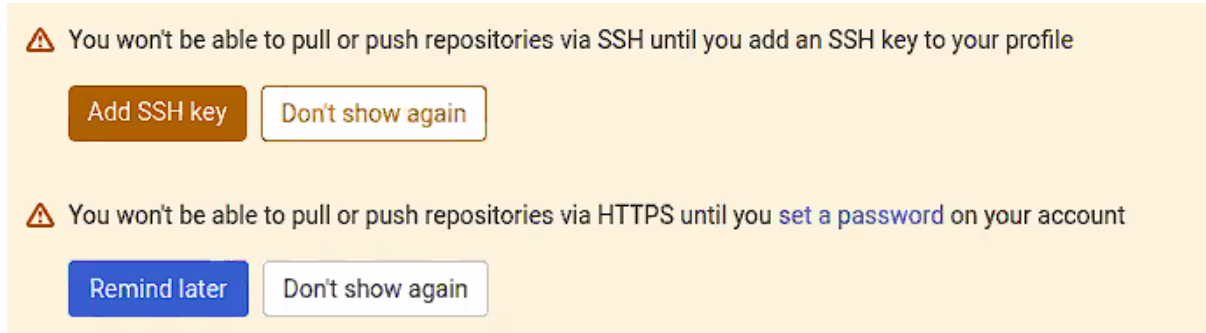 You won't be able to pull or push repositories via SSH until you add an SSH key to your profile
Add SSH key Don't show again
You won't be able to pull or push repositories via HTTPS until you set a password on your account
Remind later Don't show again